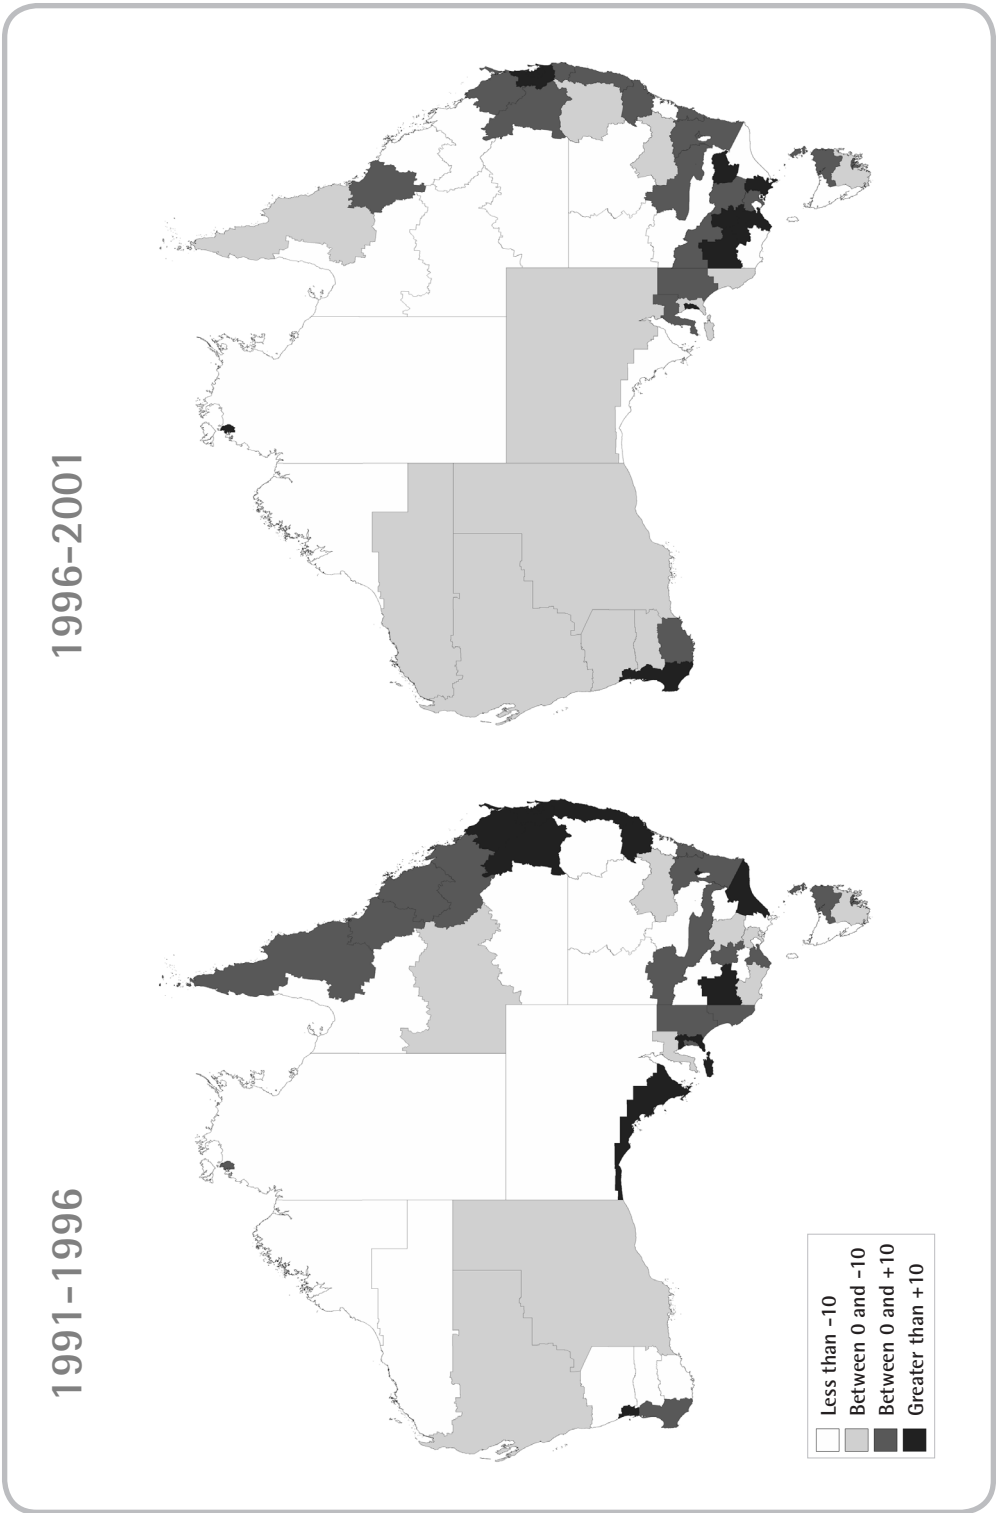 1991–1996
1996–2001
Less than –10
Between 0 and –10
Between 0 and +10
Greater than +10